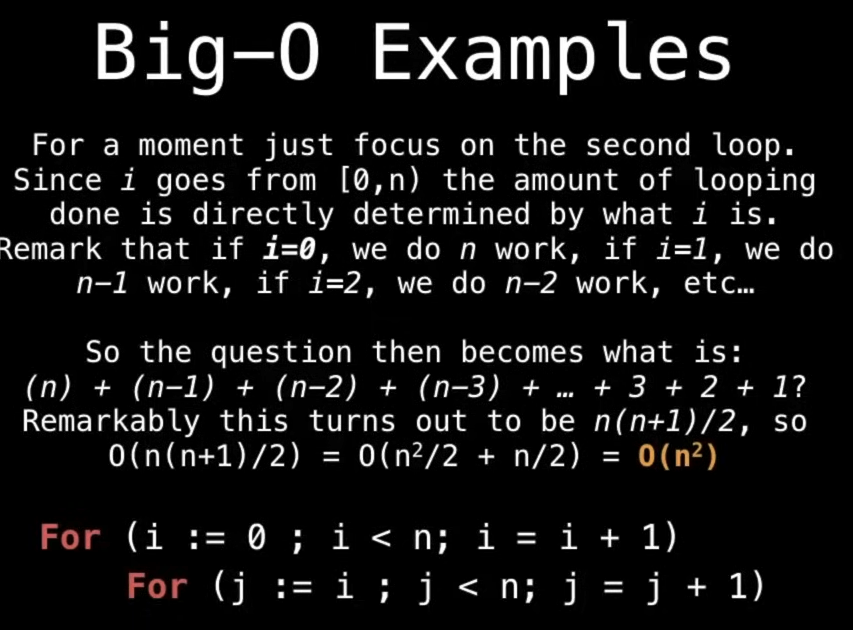 Big-O Examples
For a moment just focus on the second loop.
Since i goes from [0,n) the amount of looping
done is directly determined by what i is.
Remark that if i=0, we do n work, if i=1, we do
n-1 work, if i=2, we do n-2 work, etc…
So the question then becomes what is:
(n) + (n-1) + (n-2) + (n-3) + … + 3 + 2 + 1?
Remarkably this turns out to be n(n+1)/2, so
O(n(n+1)/2) = O(n²/2 + n/2) = O(n²)
For (i := 0 ; i < n; i = i + 1)
For (j := i ; j < n; j = j + 1)